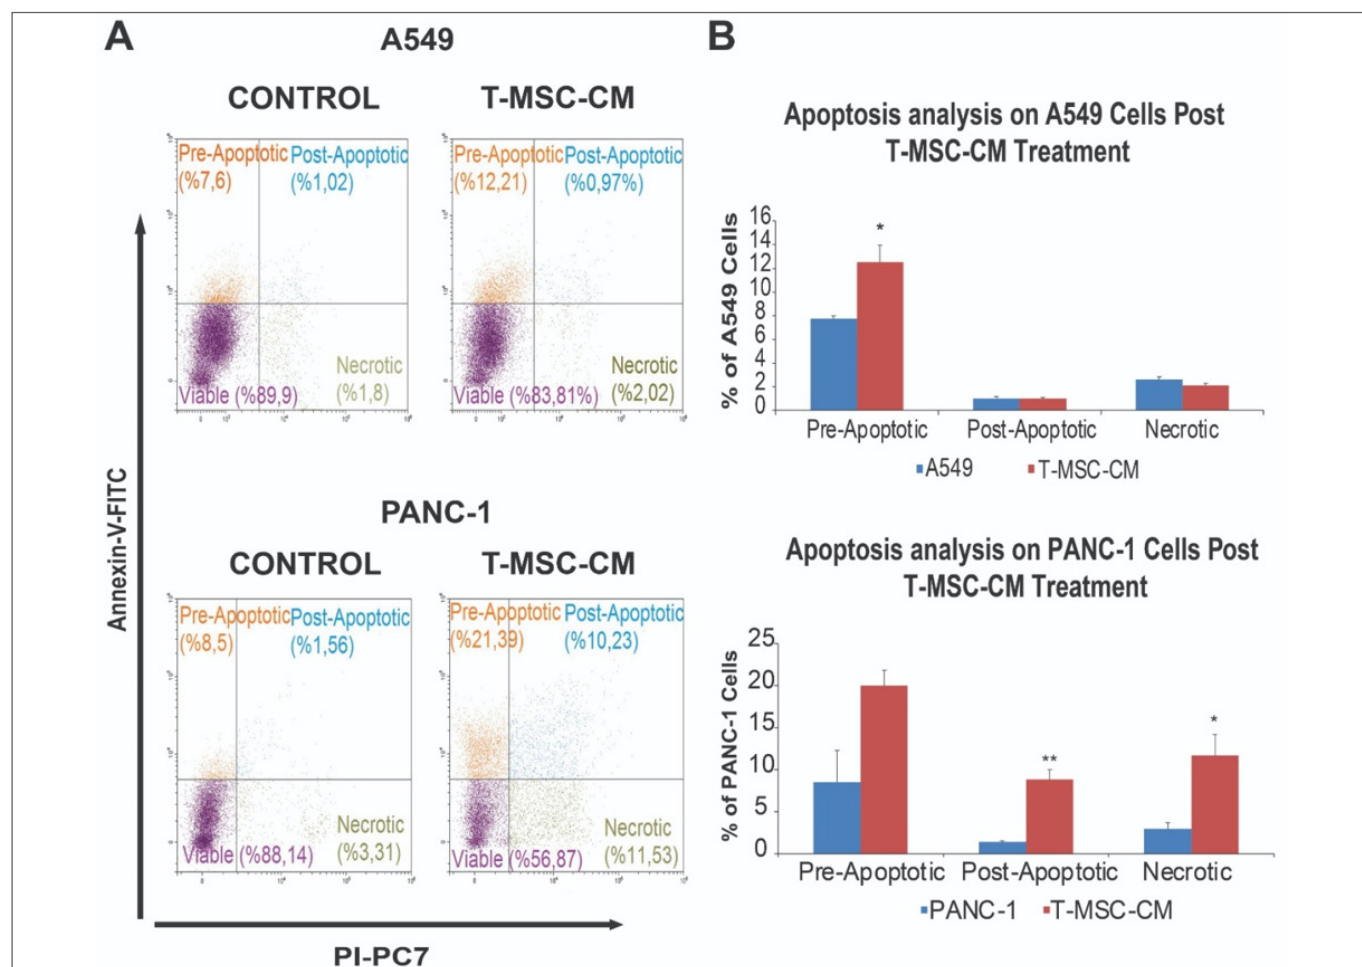 A
A549
CONTROL
T-MSC-CM
Pre-Apoptotic
(%7,6)
Post-Apoptotic
(%1,02)
Viable (%89,9)
Necrotic
(%1,8)
Pre-Apoptotic
(%12,21)
Post-Apoptotic
(%0,97%)
Viable (%83,81%)
Necrotic
(%2,02)
PANC-1
CONTROL
T-MSC-CM
Pre-Apoptotic
(%8,5)
Post-Apoptotic
(%1,56)
Viable (%88,14)
Necrotic
(%3,31)
Pre-Apoptotic
(%21,39)
Post-Apoptotic
(%10,23)
Viable (%56,87)
Necrotic
(%11,53)
Annexin-V-FITC
PI-PC7
B
Apoptosis analysis on A549 Cells Post
T-MSC-CM Treatment
% of A549 Cells
16
14
12
10
8
6
4
2
0
*
Pre-Apoptotic
Post-Apoptotic
Necrotic
A549
T-MSC-CM
Apoptosis analysis on PANC-1 Cells Post
T-MSC-CM Treatment
% of PANC-1 Cells
25
20
15
10
5
0
**
*
Pre-Apoptotic
Post-Apoptotic
Necrotic
PANC-1
T-MSC-CM